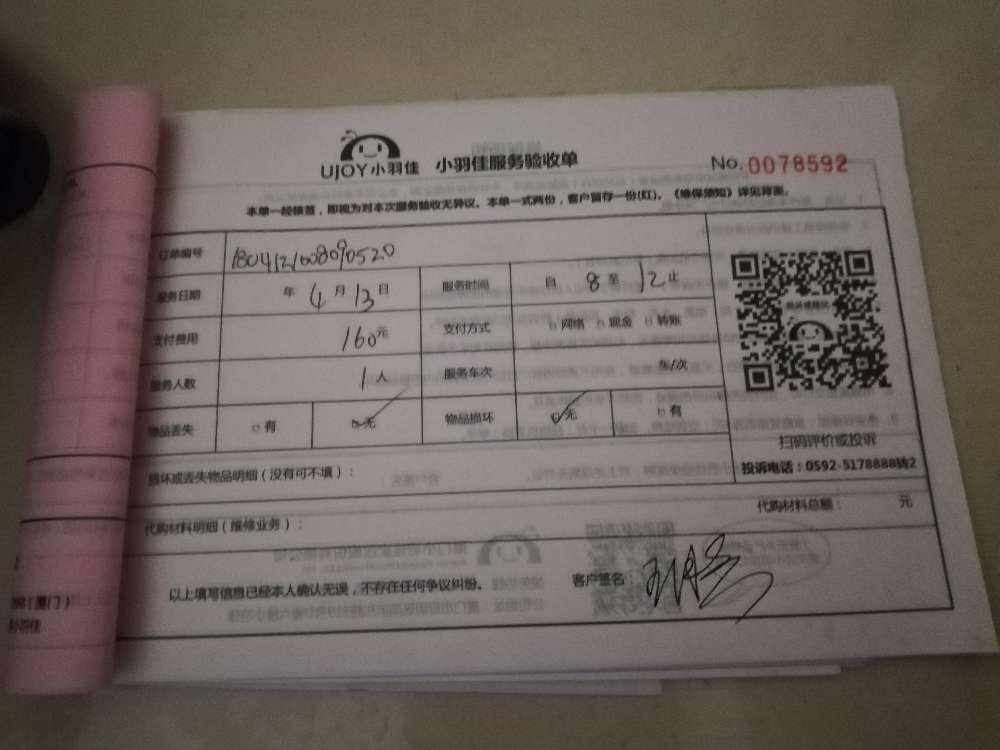 UJOY小羽佳 小羽佳服务验收单 No. 0078592
本单一经核签，即视为对本次服务验收无异议。本单一式两份，客户留存一份(红)。《维保须知》详见背面。
订单编号 1804121608090520
服务日期 年 4 月 13 日 服务时间 自 8 至 12 止
支付费用 160元 支付方式 □网络 □现金 □转账
服务人数 1 人 服务车次 车/次
物品丢失 □有 □无 物品损坏 □无 □有
扫码评价或投诉
投诉电话：0592-5178888转2
损坏或丢失物品明细（没有可不填）：
代购材料明细（维修业务）： 代购材料总额： 元
以上填写信息已经本人确认无误，不存在任何争议纠纷。 客户签名：